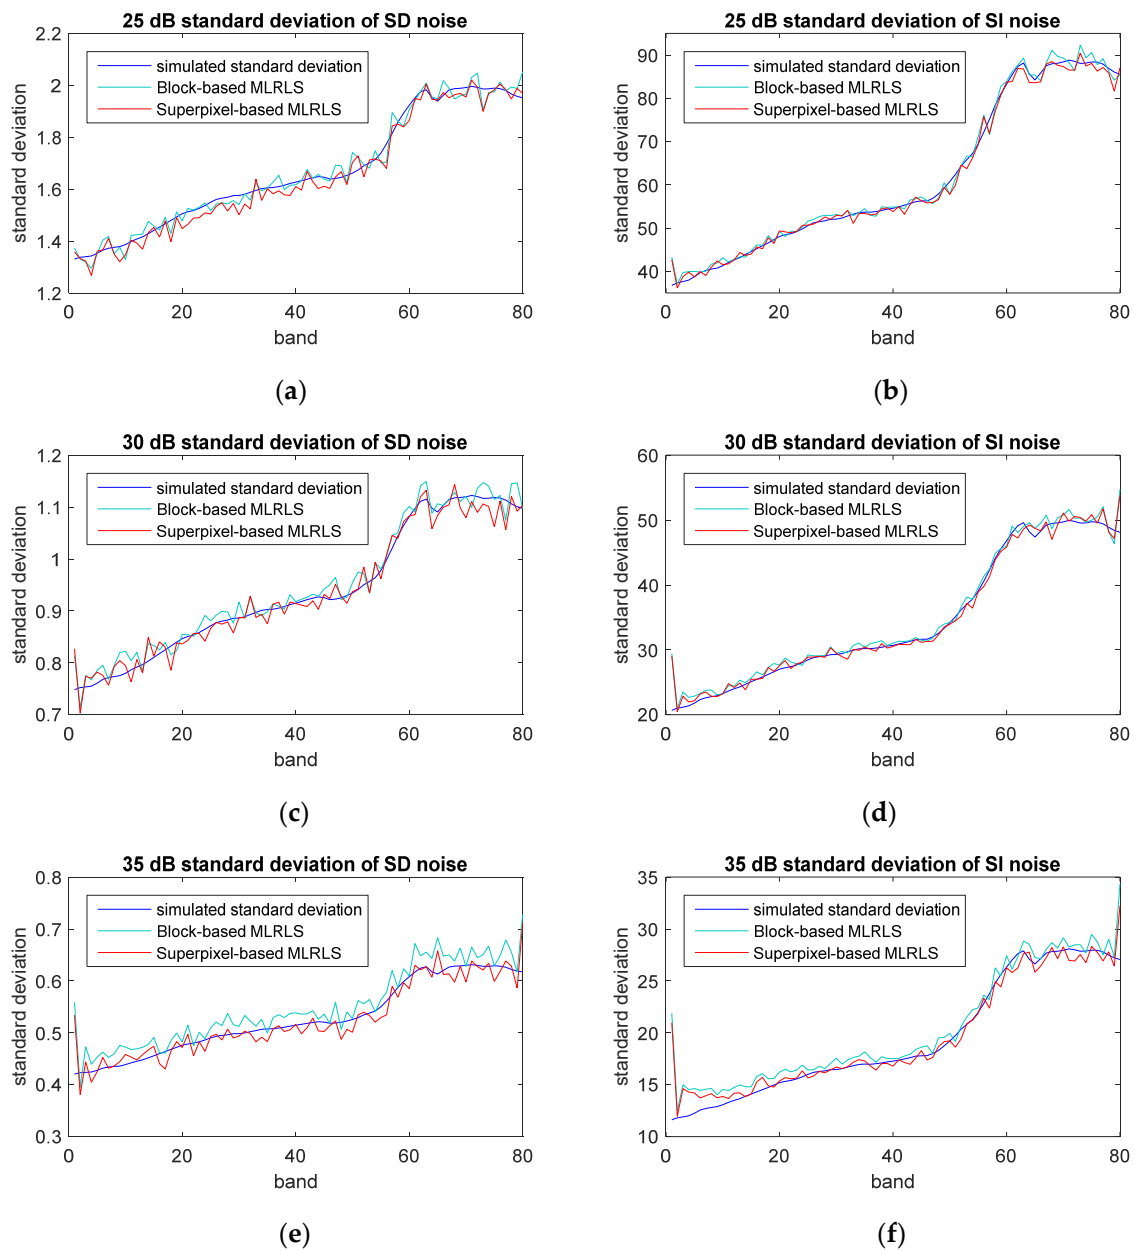 25 dB standard deviation of SD noise
2.2
2
1.8
1.6
1.4
1.2
standard deviation
simulated standard deviation
Block-based MLRLS
Superpixel-based MLRLS
0 20 40 60 80
band
(a)
25 dB standard deviation of SI noise
90
80
70
60
50
40
standard deviation
simulated standard deviation
Block-based MLRLS
Superpixel-based MLRLS
0 20 40 60 80
band
(b)
30 dB standard deviation of SD noise
1.2
1.1
1
0.9
0.8
0.7
standard deviation
simulated standard deviation
Block-based MLRLS
Superpixel-based MLRLS
0 20 40 60 80
band
(c)
30 dB standard deviation of SI noise
60
50
40
30
20
standard deviation
simulated standard deviation
Block-based MLRLS
Superpixel-based MLRLS
0 20 40 60 80
band
(d)
35 dB standard deviation of SD noise
0.8
0.7
0.6
0.5
0.4
0.3
standard deviation
simulated standard deviation
Block-based MLRLS
Superpixel-based MLRLS
0 20 40 60 80
band
(e)
35 dB standard deviation of SI noise
35
30
25
20
15
10
standard deviation
simulated standard deviation
Block-based MLRLS
Superpixel-based MLRLS
0 20 40 60 80
band
(f)